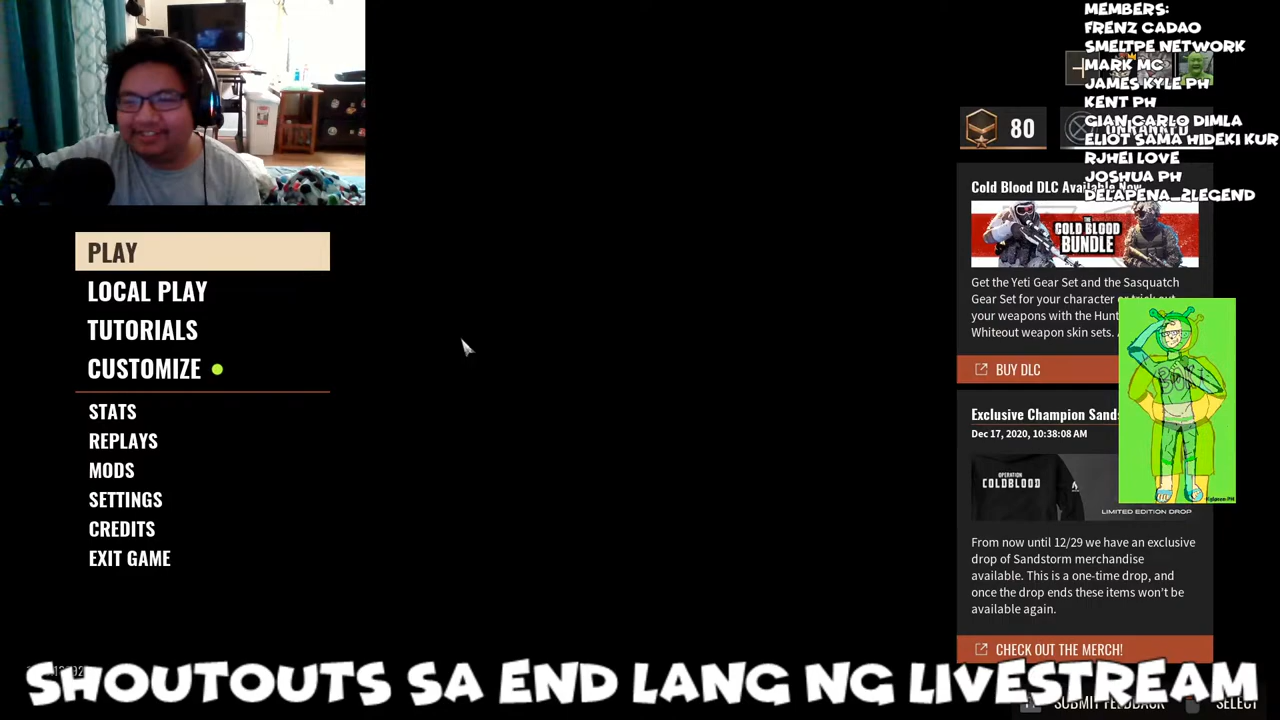 MEMBERS:
FRENZ CADAO
SMELTPE NETWORK
MARK MC
JAMES KYLE PH
KENT PH
GIAN CARLO DIMLA
ELIOT SAMA HIDEKI KUR
RJHEI LOVE
JOSHUA PH
DELAPENA_2LEGEND
80
UNRANKED
PLAY
LOCAL PLAY
TUTORIALS
CUSTOMIZE
STATS
REPLAYS
MODS
SETTINGS
CREDITS
EXIT GAME
Cold Blood DLC Available Now
THE
COLD BLOOD
BUNDLE
Get the Yeti Gear Set and the Sasquatch
Gear Set for your character or trick out
your weapons with the Hunt
Whiteout weapon skin sets.
BUY DLC
Exclusive Champion Sands
Dec 17, 2020, 10:38:08 AM
OPERATION
COLDBLOOD
LIMITED EDITION DROP
From now until 12/29 we have an exclusive
drop of Sandstorm merchandise
available. This is a one-time drop, and
once the drop ends these items won't be
available again.
CHECK OUT THE MERCH!
SHOUTOUTS SA END LANG NG LIVESTREAM
SUBMIT FEEDBACK
SELECT